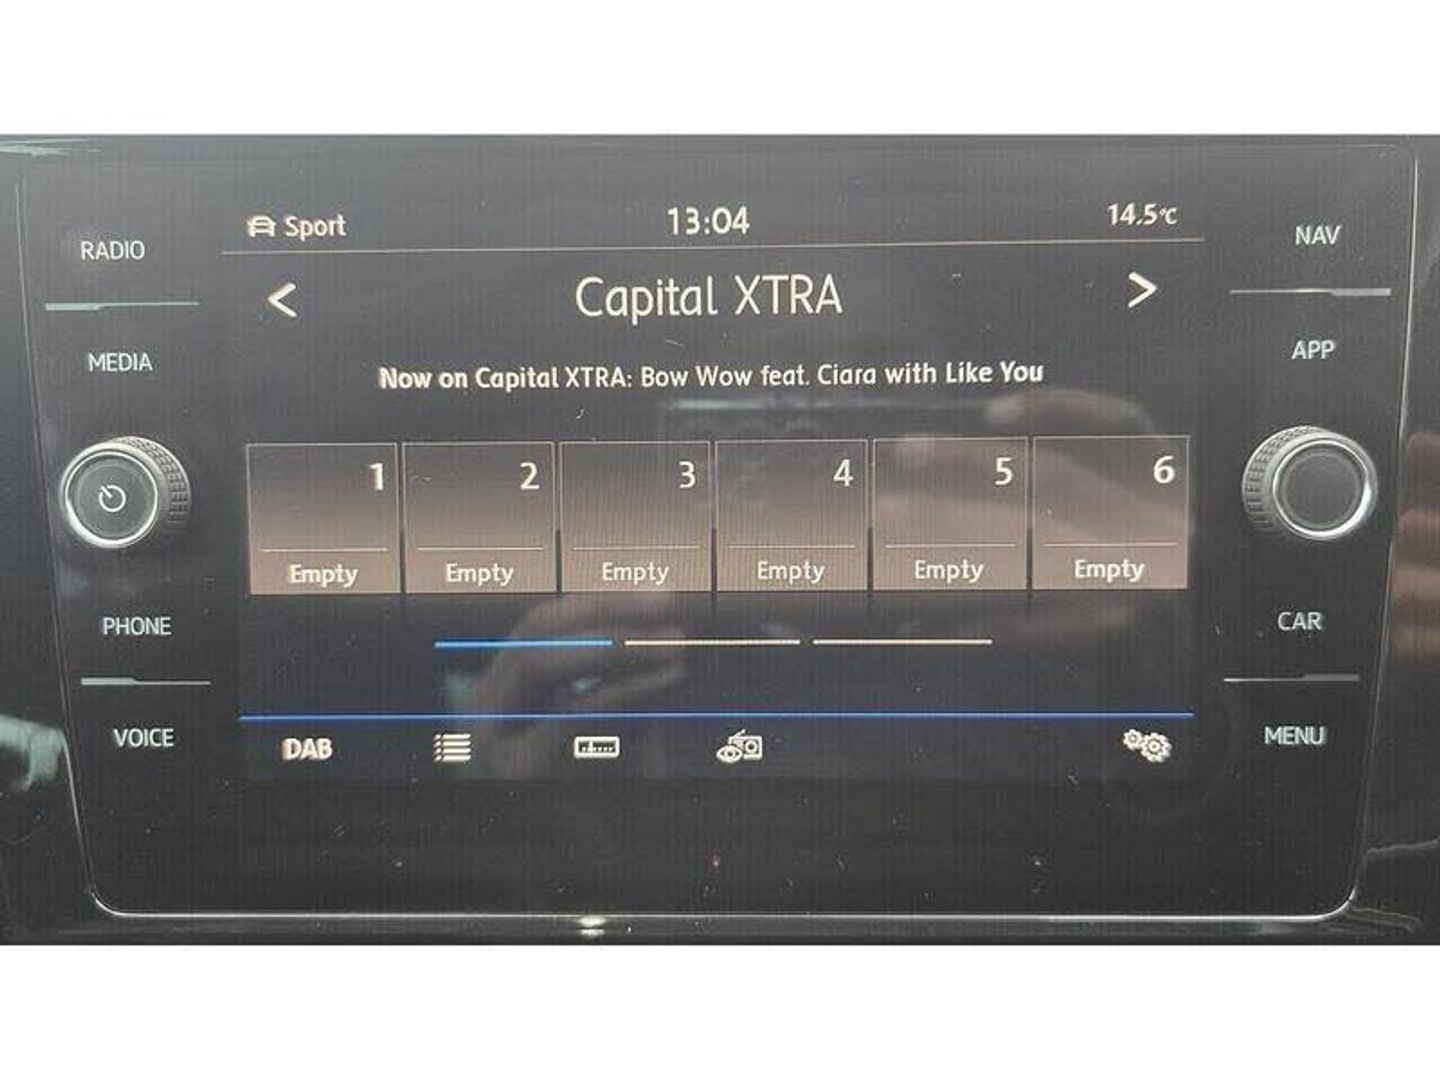 RADIO
MEDIA
PHONE
VOICE
Sport 13:04 14.5°C
< Capital XTRA >
Now on Capital XTRA: Bow Wow feat. Ciara with Like You
1 2 3 4 5 6
Empty Empty Empty Empty Empty Empty
DAB
NAV
APP
CAR
MENU